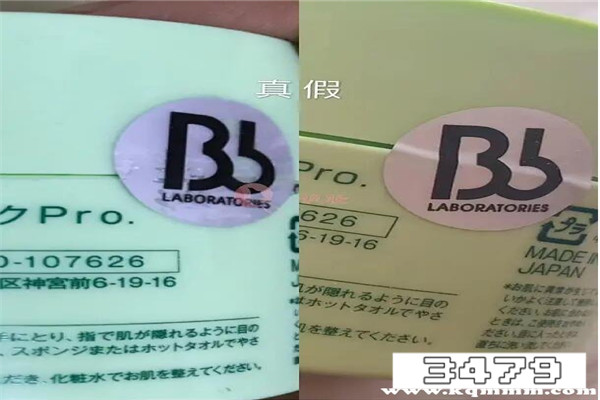 真 假
Bb
LABORATORIES
クPro.
0-107626
区神宮前6-19-16
手にとり、指で肌が隠れるように目の
、スポンジまたはホットタオルでやさ
だき、化粧水でお肌を整えてください。
Bb
LABORATORIES
Pro.
07626
6-19-16
プラ
MADE IN
JAPAN
が隠れるように目の
はホットタオルでやさ
肌を整えてください。
3479
www.kqmmm.com